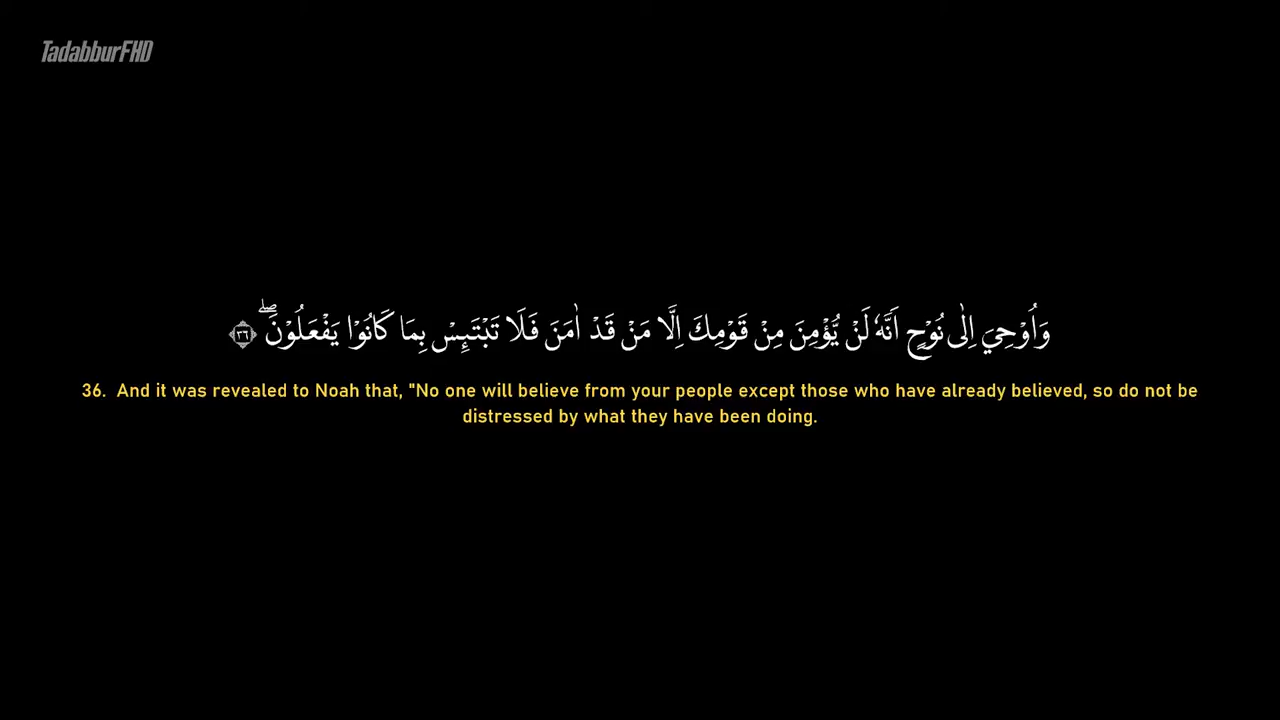 TadabburFHD
وَاُوْحِيَ اِلٰى نُوْحٍ اَنَّهٗ لَنْ يُّؤْمِنَ مِنْ قَوْمِكَ اِلَّا مَنْ قَدْ اٰمَنَ فَلَا تَبْتَىِٕسْ بِمَا كَانُوْا يَفْعَلُوْنَۖ ٣٦
36. And it was revealed to Noah that, "No one will believe from your people except those who have already believed, so do not be
distressed by what they have been doing.